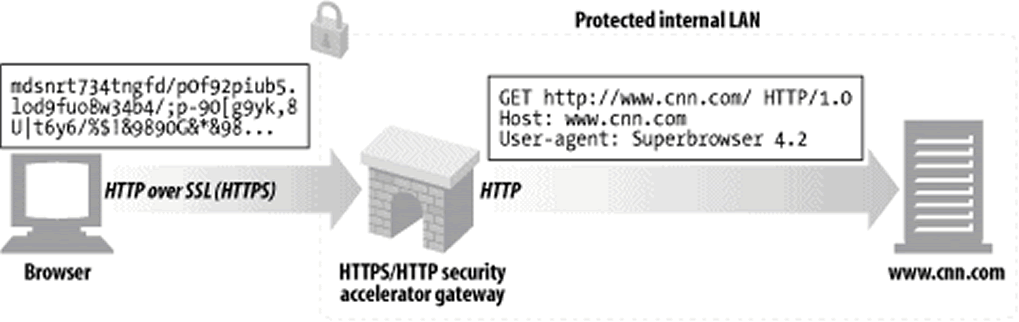 Protected internal LAN
mdsnrt734tngfd/pOf92piub5.
lod9fuo8w34b4/;p-90[g9yk,8
U|t6y6/%$1&9890G&*&98...
GET http://www.cnn.com/ HTTP/1.0
Host: www.cnn.com
User-agent: Superbrowser 4.2
HTTP over SSL (HTTPS)
HTTP
Browser
HTTPS/HTTP security
accelerator gateway
www.cnn.com